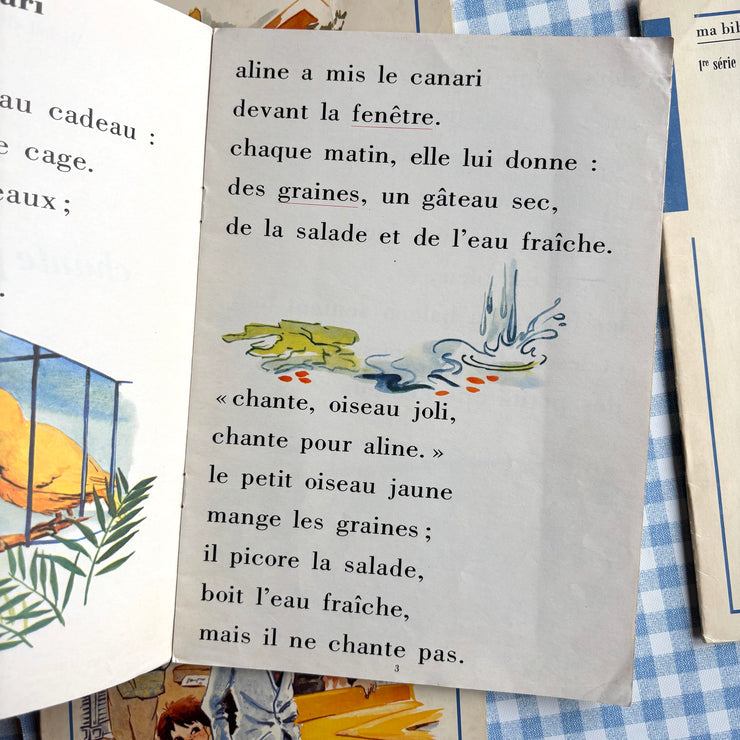 au cadeau :
cage.
aline a mis le canari
devant la fenêtre.
chaque matin, elle lui donne :
des graines, un gâteau sec,
de la salade et de l'eau fraîche.
« chante, oiseau joli,
chante pour aline. »
le petit oiseau jaune
mange les graines ;
il picore la salade,
boit l'eau fraîche,
mais il ne chante pas.
3
ma
1re série